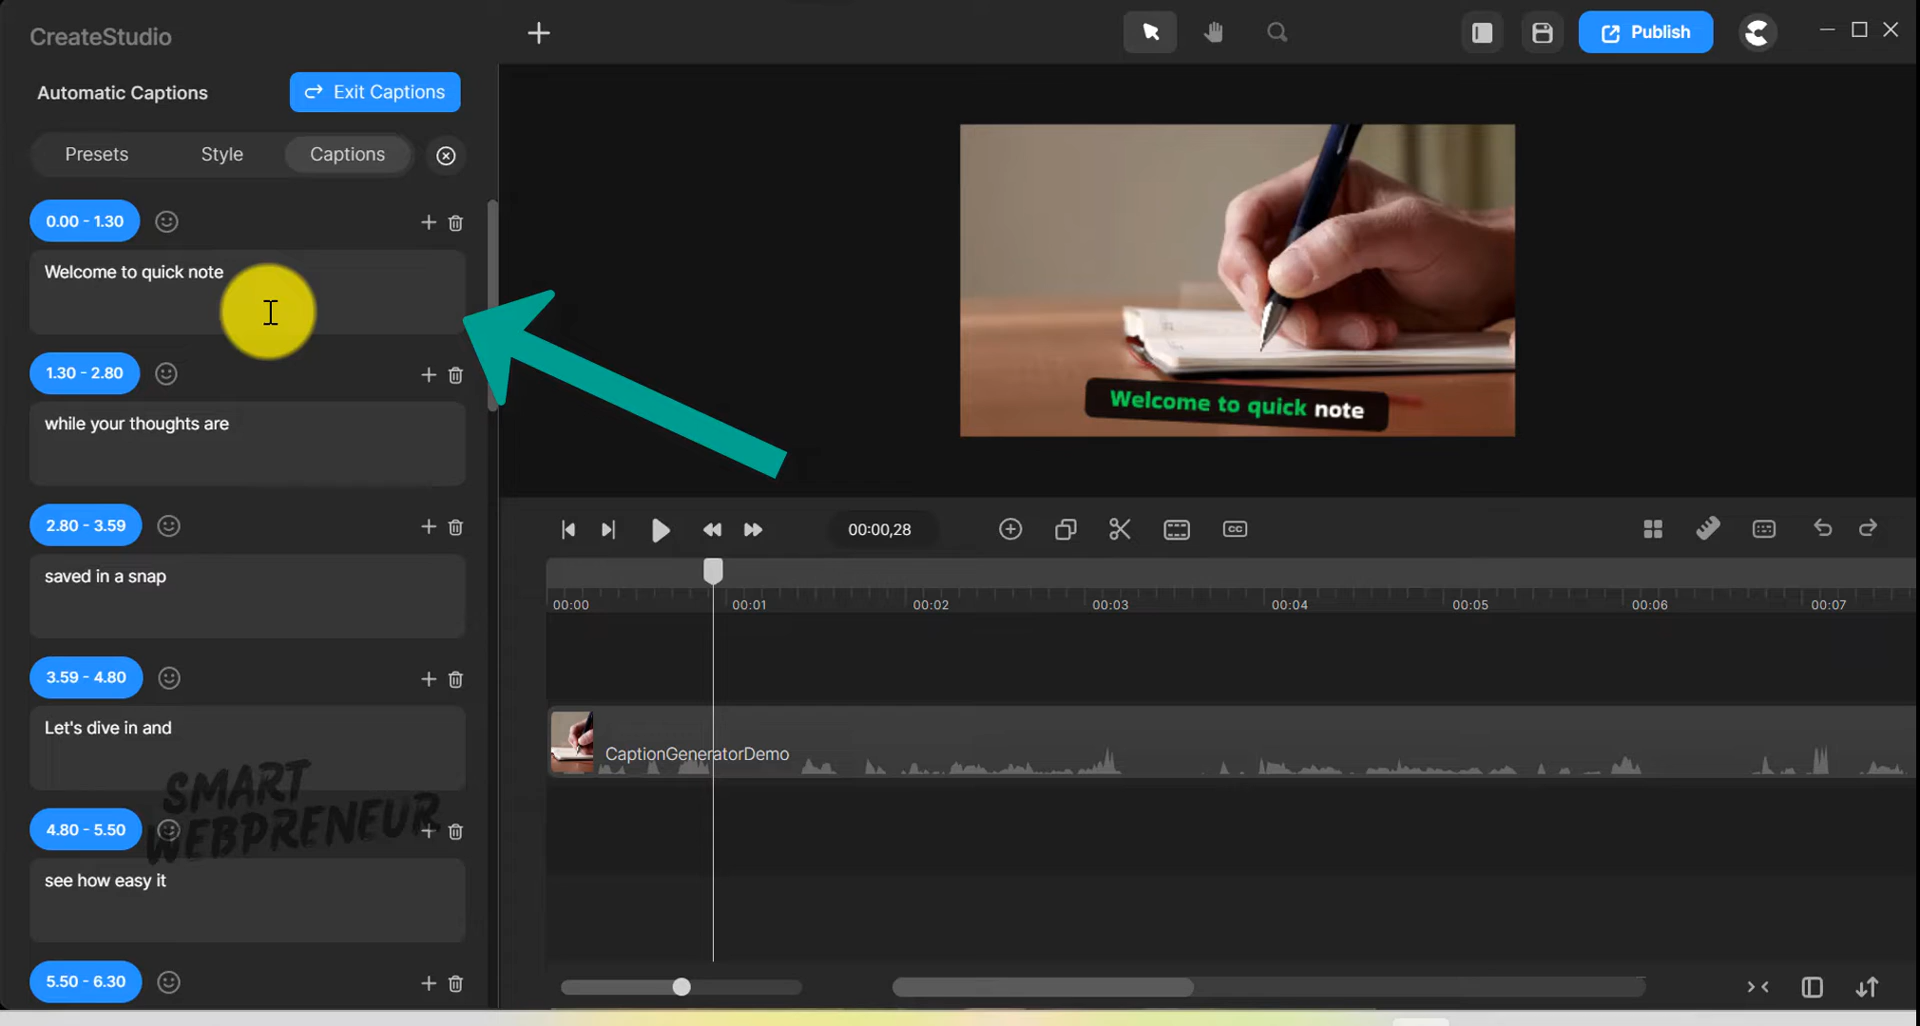 CreateStudio
Publish
Automatic Captions
Exit Captions
Presets
Style
Captions
0.00 - 1.30
Welcome to quick note
1.30 - 2.80
while your thoughts are
2.80 - 3.59
saved in a snap
3.59 - 4.80
Let's dive in and
4.80 - 5.50
see how easy it
5.50 - 6.30
SMART
WEBPRENEUR
Welcome to quick note
00:00,28
CC
00:00
00:01
00:02
00:03
00:04
00:05
00:06
00:07
CaptionGeneratorDemo